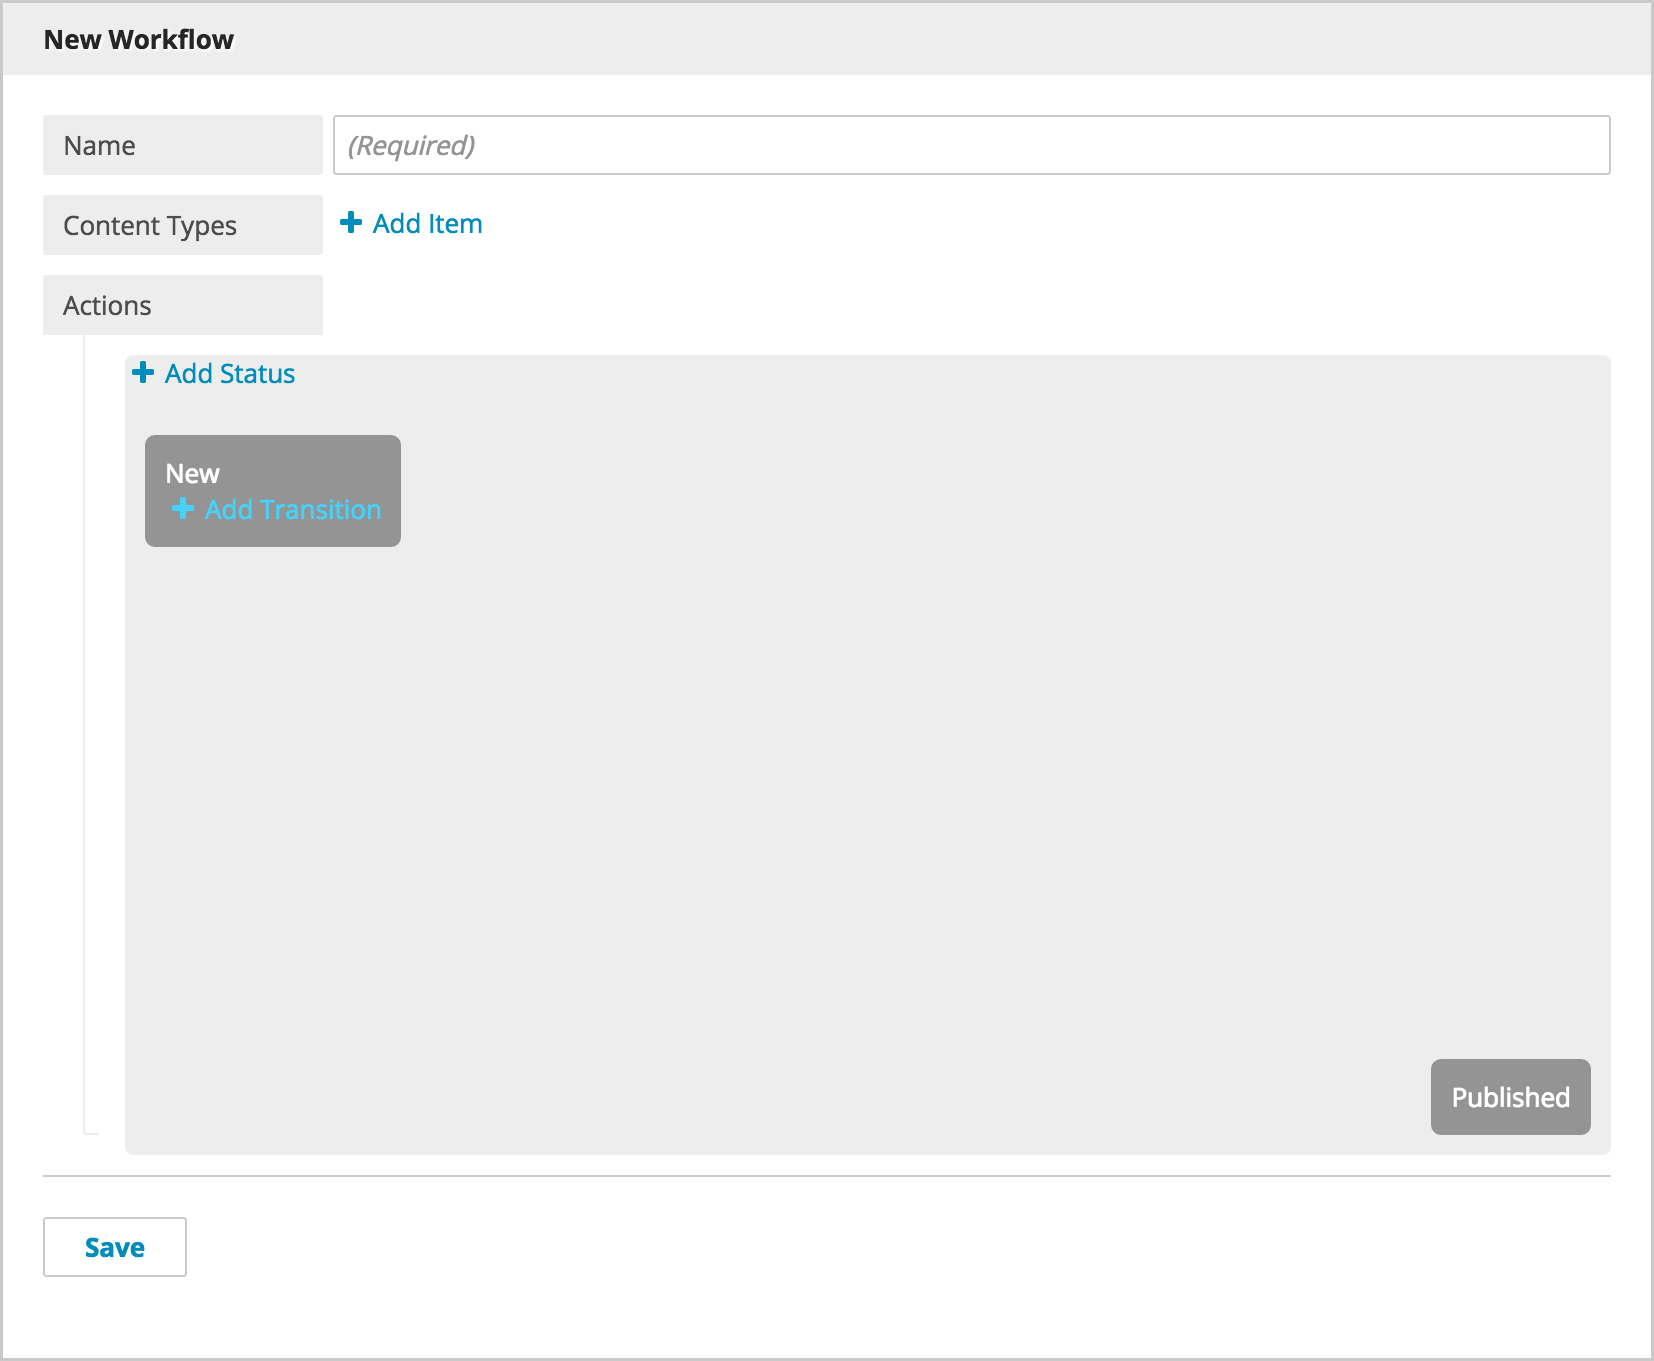 New Workflow
Name
(Required)
Content Types
Add Item
Actions
Add Status
New
Add Transition
Published
Save